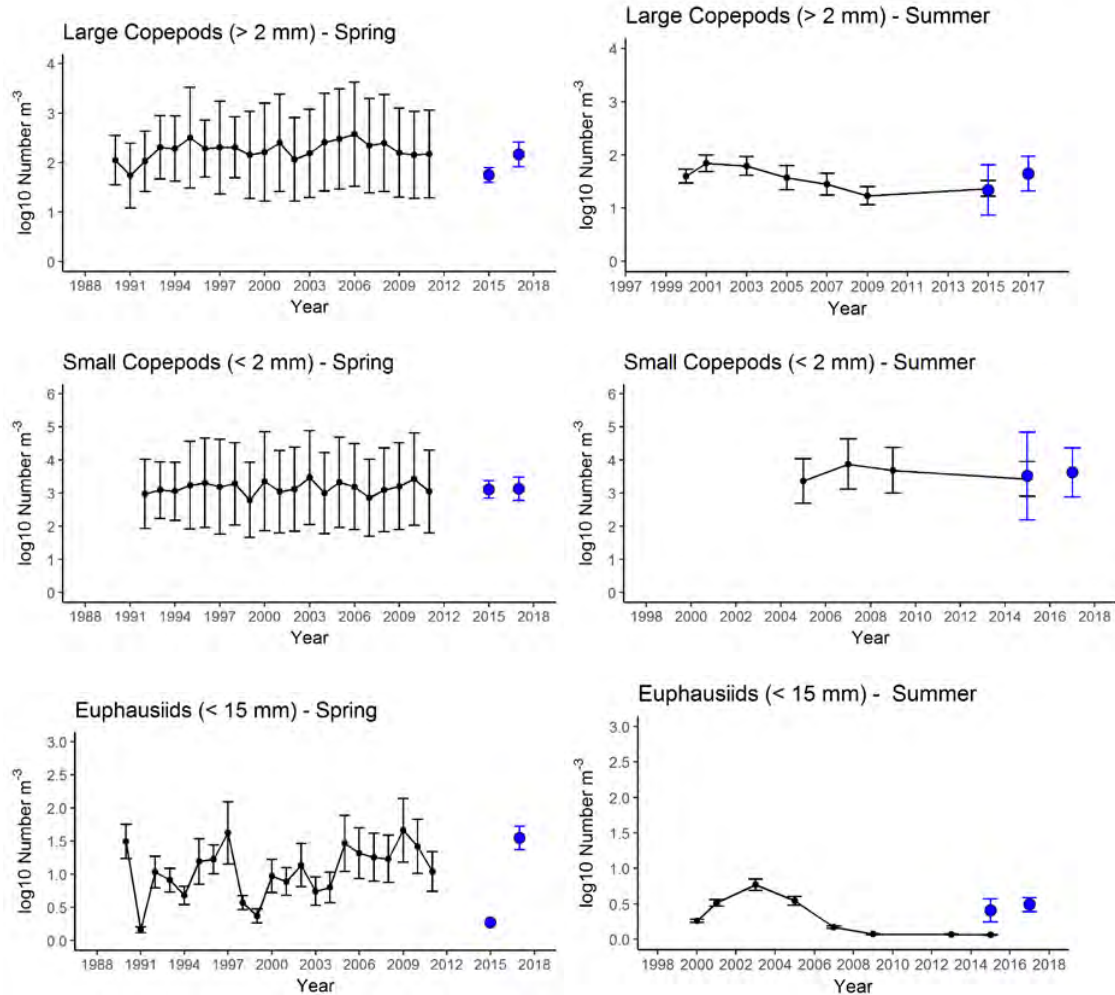 Large Copepods (> 2 mm) - Spring
log10 Number m⁻³
4
3
2
1
0
1988 1991 1994 1997 2000 2003 2006 2009 2012 2015 2018
Year
Large Copepods (> 2 mm) - Summer
log10 Number m⁻³
4
3
2
1
0
1997 1999 2001 2003 2005 2007 2009 2011 2013 2015 2017
Year
Small Copepods (< 2 mm) - Spring
log10 Number m⁻³
6
5
4
3
2
1
0
1988 1991 1994 1997 2000 2003 2006 2009 2012 2015 2018
Year
Small Copepods (< 2 mm) - Summer
log10 Number m⁻³
6
5
4
3
2
1
0
1998 2000 2002 2004 2006 2008 2010 2012 2014 2016 2018
Year
Euphausiids (< 15 mm) - Spring
log10 Number m⁻³
3.0
2.5
2.0
1.5
1.0
0.5
0.0
1988 1991 1994 1997 2000 2003 2006 2009 2012 2015 2018
Year
Euphausiids (< 15 mm) - Summer
log10 Number m⁻³
3.0
2.5
2.0
1.5
1.0
0.5
0.0
1998 2000 2002 2004 2006 2008 2010 2012 2014 2016 2018
Year